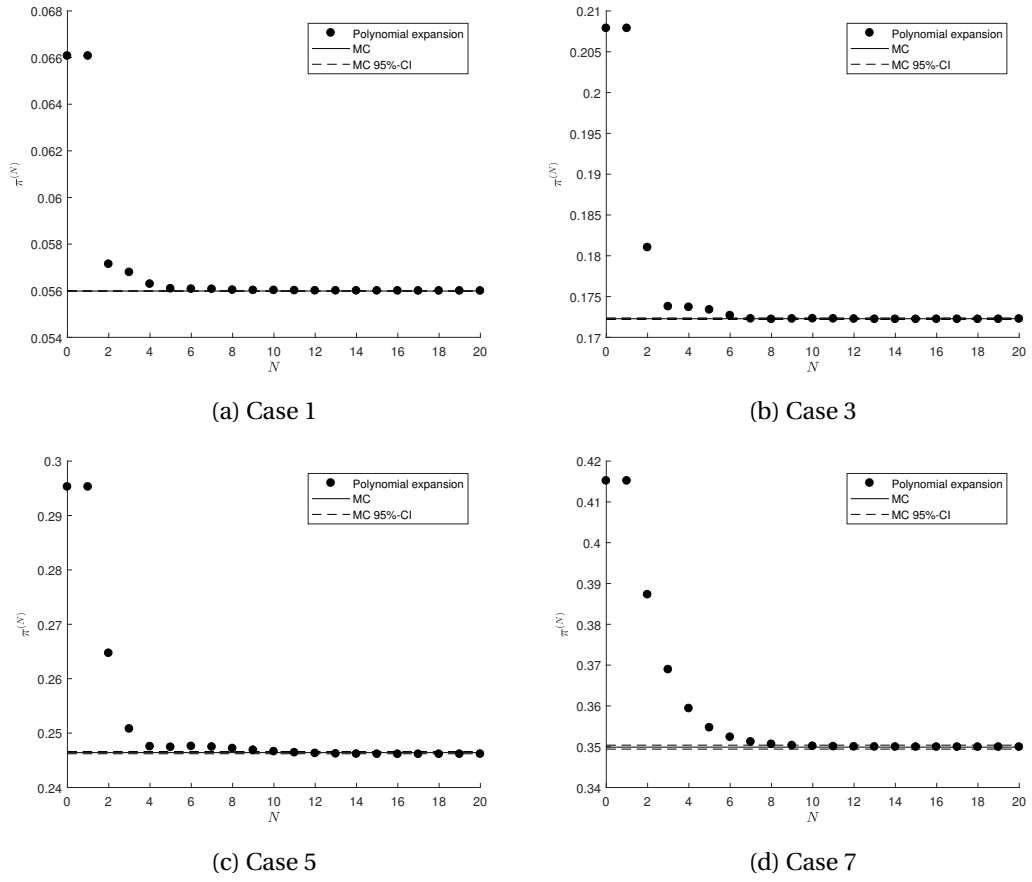 0.068
0.066
0.064
0.062
0.06
0.058
0.056
0.054
π(N)
0 2 4 6 8 10 12 14 16 18 20
N
Polynomial expansion
MC
MC 95%-CI
(a) Case 1
0.21
0.205
0.2
0.195
0.19
0.185
0.18
0.175
0.17
π(N)
0 2 4 6 8 10 12 14 16 18 20
N
Polynomial expansion
MC
MC 95%-CI
(b) Case 3
0.3
0.29
0.28
0.27
0.26
0.25
0.24
π(N)
0 2 4 6 8 10 12 14 16 18 20
N
Polynomial expansion
MC
MC 95%-CI
(c) Case 5
0.42
0.41
0.4
0.39
0.38
0.37
0.36
0.35
0.34
π(N)
0 2 4 6 8 10 12 14 16 18 20
N
Polynomial expansion
MC
MC 95%-CI
(d) Case 7